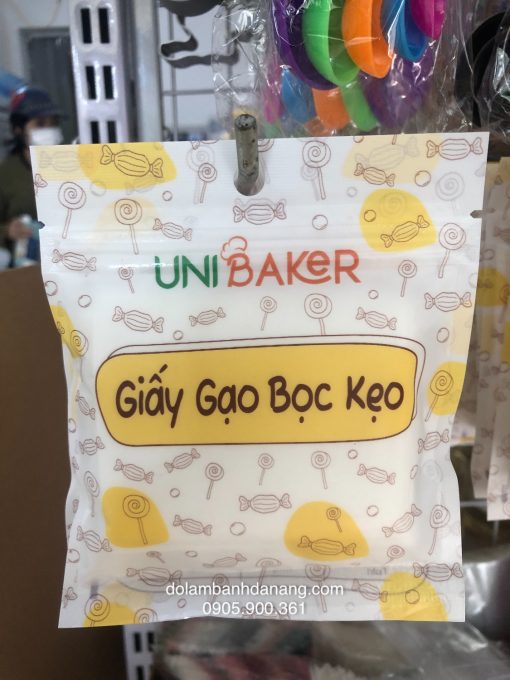 UNIBAKER
Giấy Gạo Bọc Kẹo
dolambanhdanang.com
0905.900.361